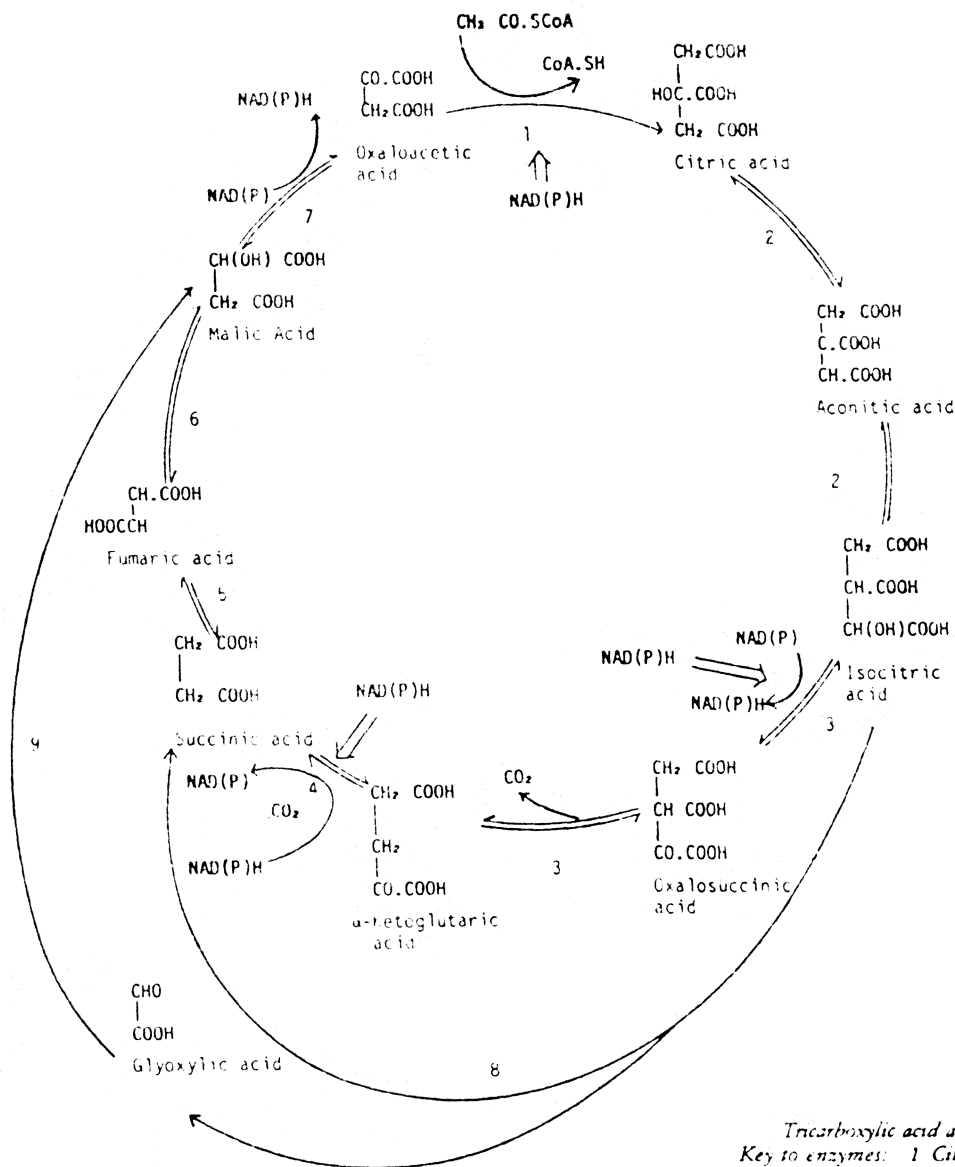 CH₃ CO.SCoA
CoA.SH
CO.COOH
CH₂COOH
Oxaloacetic
acid
1
NAD(P)H
CH₂COOH
HOC.COOH
CH₂ COOH
Citric acid
NAD(P)H
NAD(P)
7
2
CH(OH) COOH
CH₂ COOH
Malic Acid
CH₂ COOH
C.COOH
CH.COOH
Aconitic acid
6
2
CH.COOH
HOOCCH
Fumaric acid
5
CH₂ COOH
CH.COOH
CH(OH)COOH
Isocitric
acid
NAD(P)H
NAD(P)
NAD(P)H
3
CH₂ COOH
CH₂ COOH
Succinic acid
NAD(P)H
NAD(P)
CO₂
NAD(P)H
4
CH₂ COOH
CH₂
CO.COOH
α-Ketoglutaric
acid
CO₂
3
CH₂ COOH
CH COOH
CO.COOH
Oxalosuccinic
acid
9
CHO
COOH
Glyoxylic acid
8
Tricarboxylic acid a
Key to enzymes: 1 Cit